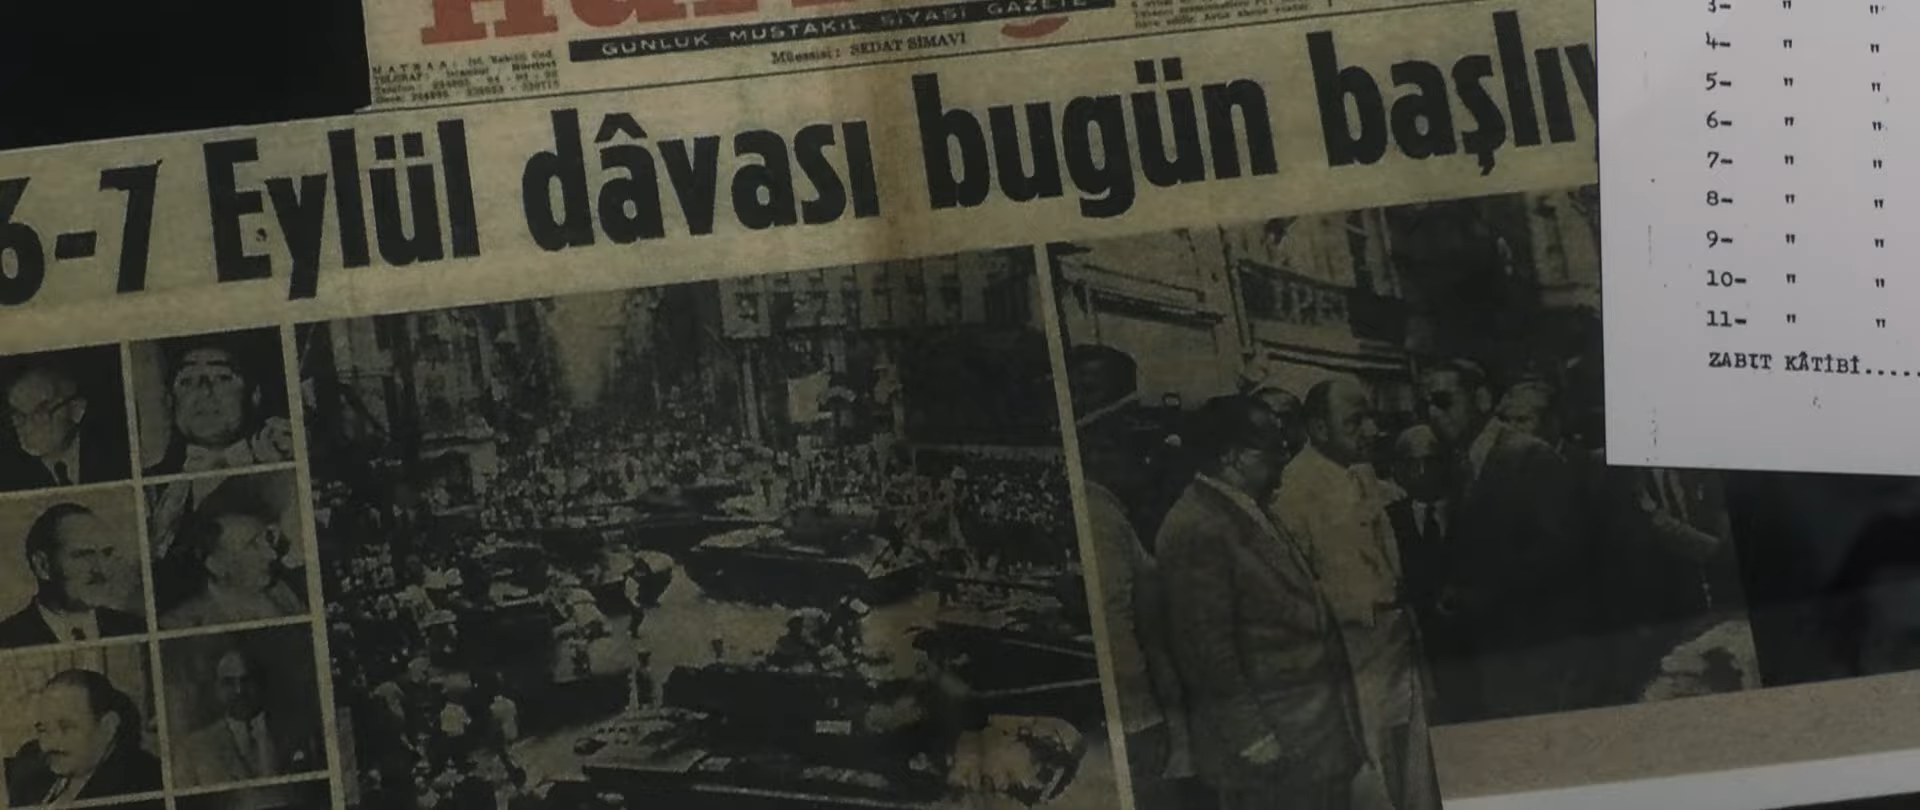 GÜNLÜK MÜSTAKİL SİYASİ GAZETE
Müessisi: SEDAT SİMAVİ
6-7 Eylül dâvası bugün başlıy
İPEK
3- " "
4- " "
5- " "
6- " "
7- " "
8- " "
9- " "
10- " "
11- " "
ZABIT KÂTİBİ.....